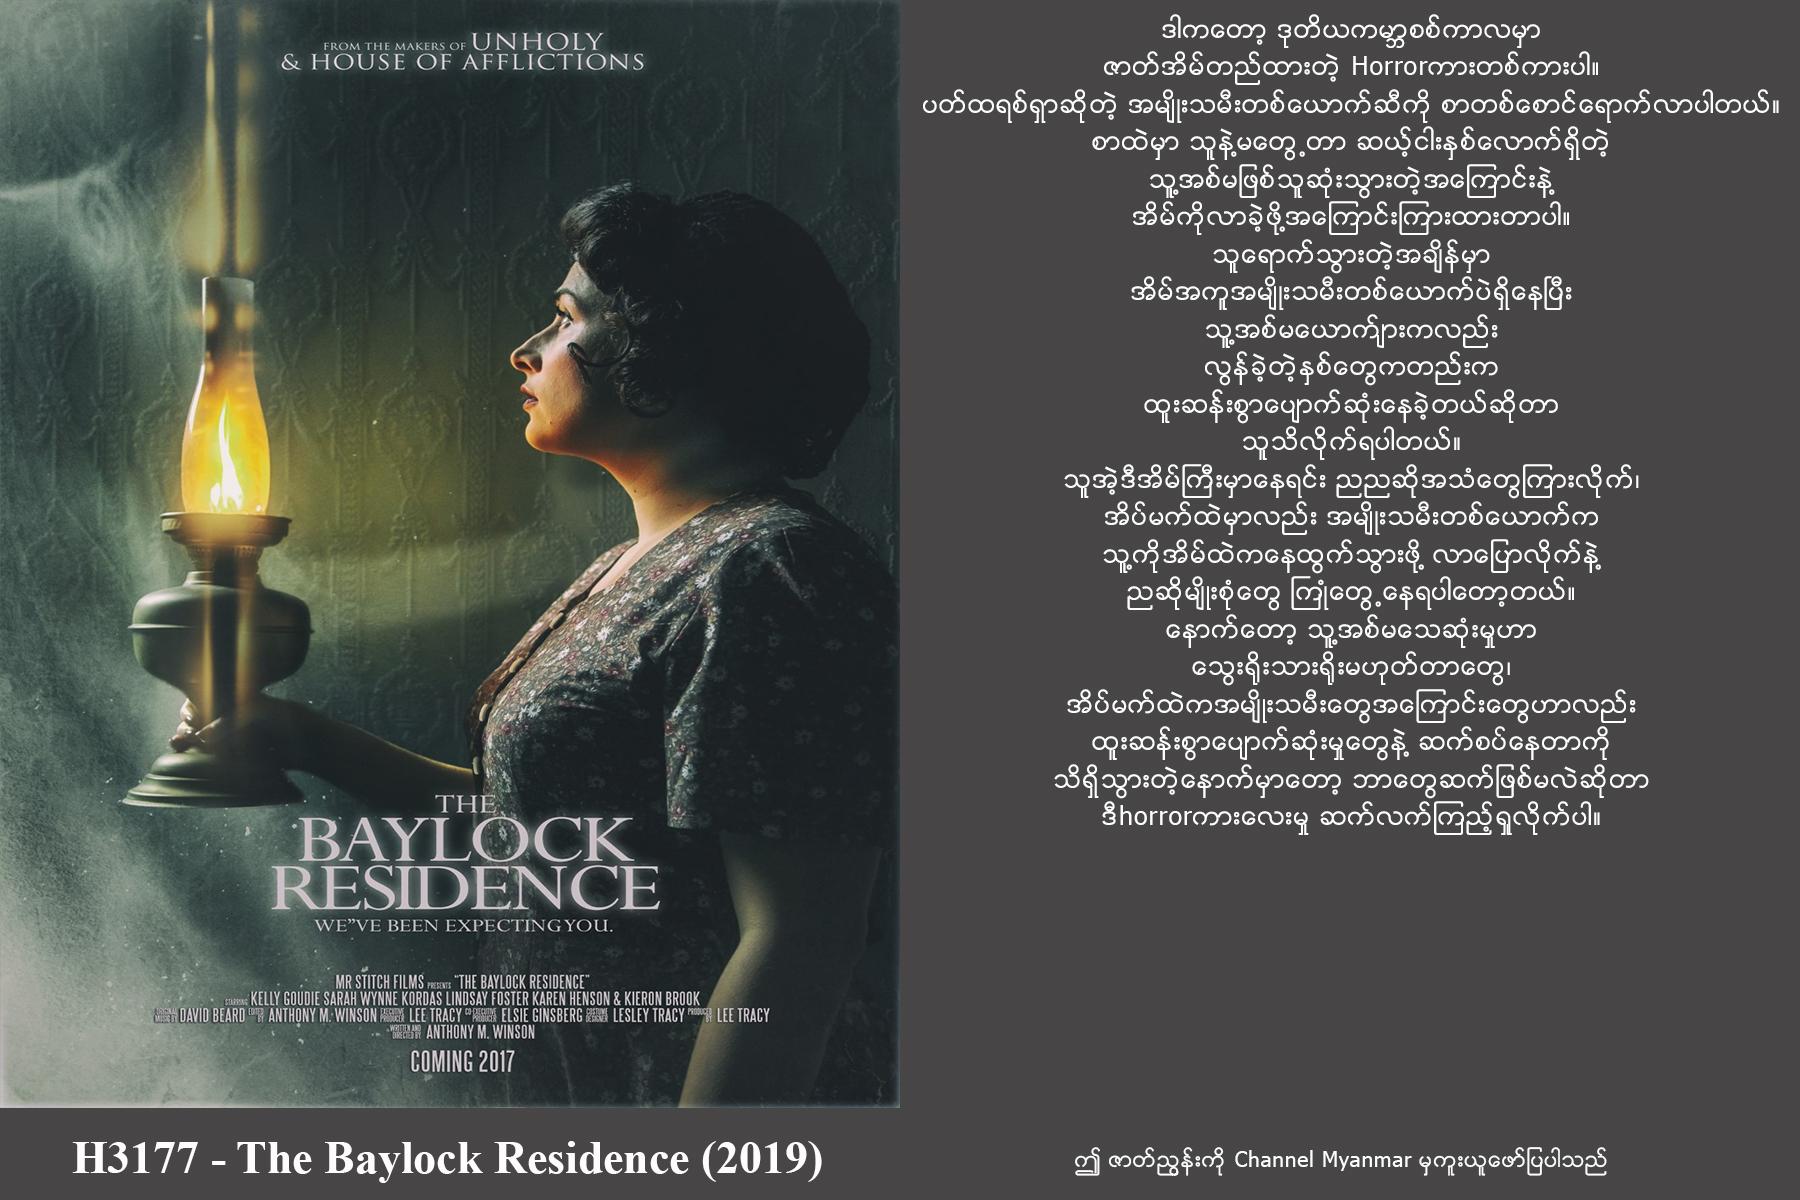 FROM THE MAKERS OF UNHOLY
& HOUSE OF AFFLICTIONS
THE
BAYLOCK
RESIDENCE
WE"VE BEEN EXPECTING YOU.
MR STITCH FILMS PRESENTS "THE BAYLOCK RESIDENCE"
STARRING KELLY GOUDIE SARAH WYNNE KORDAS LINDSAY FOSTER KAREN HENSON & KIERON BROOK
ORIGINAL MUSIC BY DAVID BEARD EDITED BY ANTHONY M. WINSON EXECUTIVE PRODUCER LEE TRACY CO-EXECUTIVE PRODUCER ELSIE GINSBERG COSTUME DESIGNER LESLEY TRACY PRODUCED BY LEE TRACY
WRITTEN AND DIRECTED BY ANTHONY M. WINSON
COMING 2017
H3177 - The Baylock Residence (2019)
ဒါကတော့ ဒုတိယကမ္ဘာစစ်ကာလမှာ
ဇာတ်အိမ်တည်ထားတဲ့ Horrorကားတစ်ကားပါ။
ပတ်ထရစ်ရှာဆိုတဲ့ အမျိုးသမီးတစ်ယောက်ဆီကို စာတစ်စောင်ရောက်လာပါတယ်။
စာထဲမှာ သူနဲ့မတွေ့တာ ဆယ့်ငါးနှစ်လောက်ရှိတဲ့
သူ့အစ်မဖြစ်သူဆုံးသွားတဲ့အကြောင်းနဲ့
အိမ်ကိုလာခဲ့ဖို့အကြောင်းကြားထားတာပါ။
သူရောက်သွားတဲ့အချိန်မှာ
အိမ်အကူအမျိုးသမီးတစ်ယောက်ပဲရှိနေပြီး
သူ့အစ်မယောက်ျားကလည်း
လွန်ခဲ့တဲ့နှစ်တွေကတည်းက
ထူးဆန်းစွာပျောက်ဆုံးနေခဲ့တယ်ဆိုတာ
သူသိလိုက်ရပါတယ်။
သူအဲ့ဒီအိမ်ကြီးမှာနေရင်း ညညဆိုအသံတွေကြားလိုက်၊
အိပ်မက်ထဲမှာလည်း အမျိုးသမီးတစ်ယောက်က
သူ့ကိုအိမ်ထဲကနေထွက်သွားဖို့ လာပြောလိုက်နဲ့
ညဆိုမျိုးစုံတွေ ကြုံတွေ့နေရပါတော့တယ်။
နောက်တော့ သူ့အစ်မသေဆုံးမှုဟာ
သွေးရိုးသားရိုးမဟုတ်တာတွေ၊
အိပ်မက်ထဲကအမျိုးသမီးတွေအကြောင်းတွေဟာလည်း
ထူးဆန်းစွာပျောက်ဆုံးမှုတွေနဲ့ ဆက်စပ်နေတာကို
သိရှိသွားတဲ့နောက်မှာတော့ ဘာတွေဆက်ဖြစ်မလဲဆိုတာ
ဒီhorrorကားလေးမှု ဆက်လက်ကြည့်ရှုလိုက်ပါ။
ဤ ဇာတ်ညွှန်းကို Channel Myanmar မှကူးယူဖော်ပြပါသည်